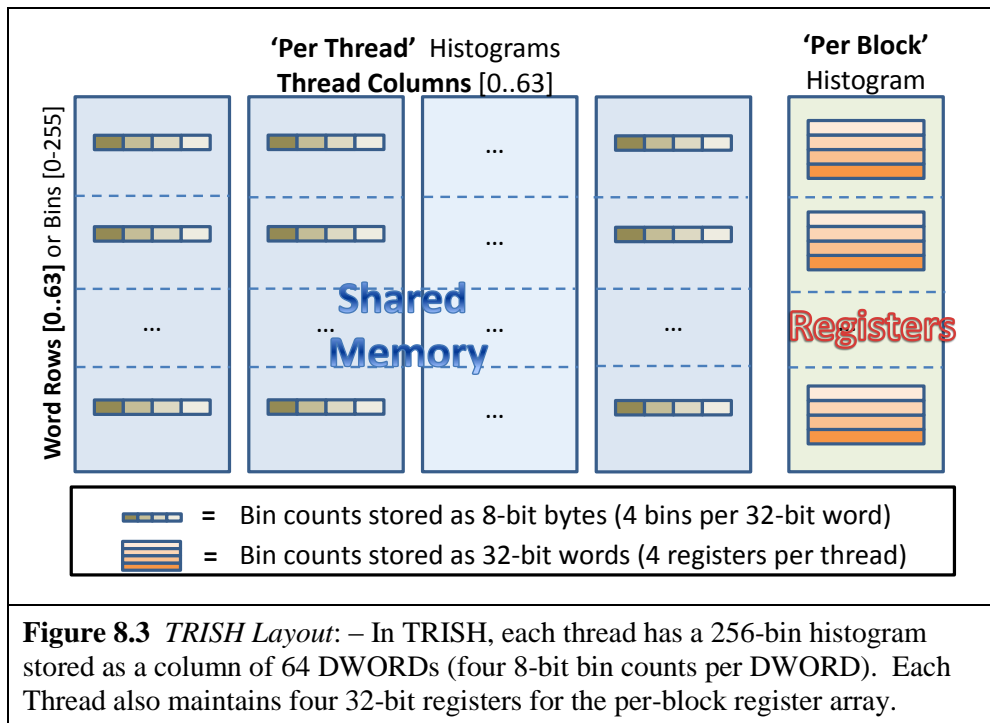 ‘Per Thread’ Histograms
Thread Columns [0..63]
‘Per Block’
Histogram
Word Rows [0..63] or Bins [0-255]
...
...
...
...
...
...
...
...
Shared
Memory
Registers
= Bin counts stored as 8-bit bytes (4 bins per 32-bit word)
= Bin counts stored as 32-bit words (4 registers per thread)
Figure 8.3 TRISH Layout: – In TRISH, each thread has a 256-bin histogram
stored as a column of 64 DWORDs (four 8-bit bin counts per DWORD). Each
Thread also maintains four 32-bit registers for the per-block register array.